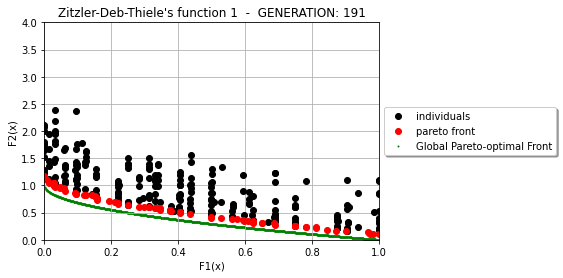 Zitzler-Deb-Thiele's function 1 - GENERATION: 191
4.0
3.5
3.0
2.5
2.0
1.5
1.0
0.5
0.0
F2(x)
0.0 0.2 0.4 0.6 0.8 1.0
F1(x)
individuals
pareto front
Global Pareto-optimal Front